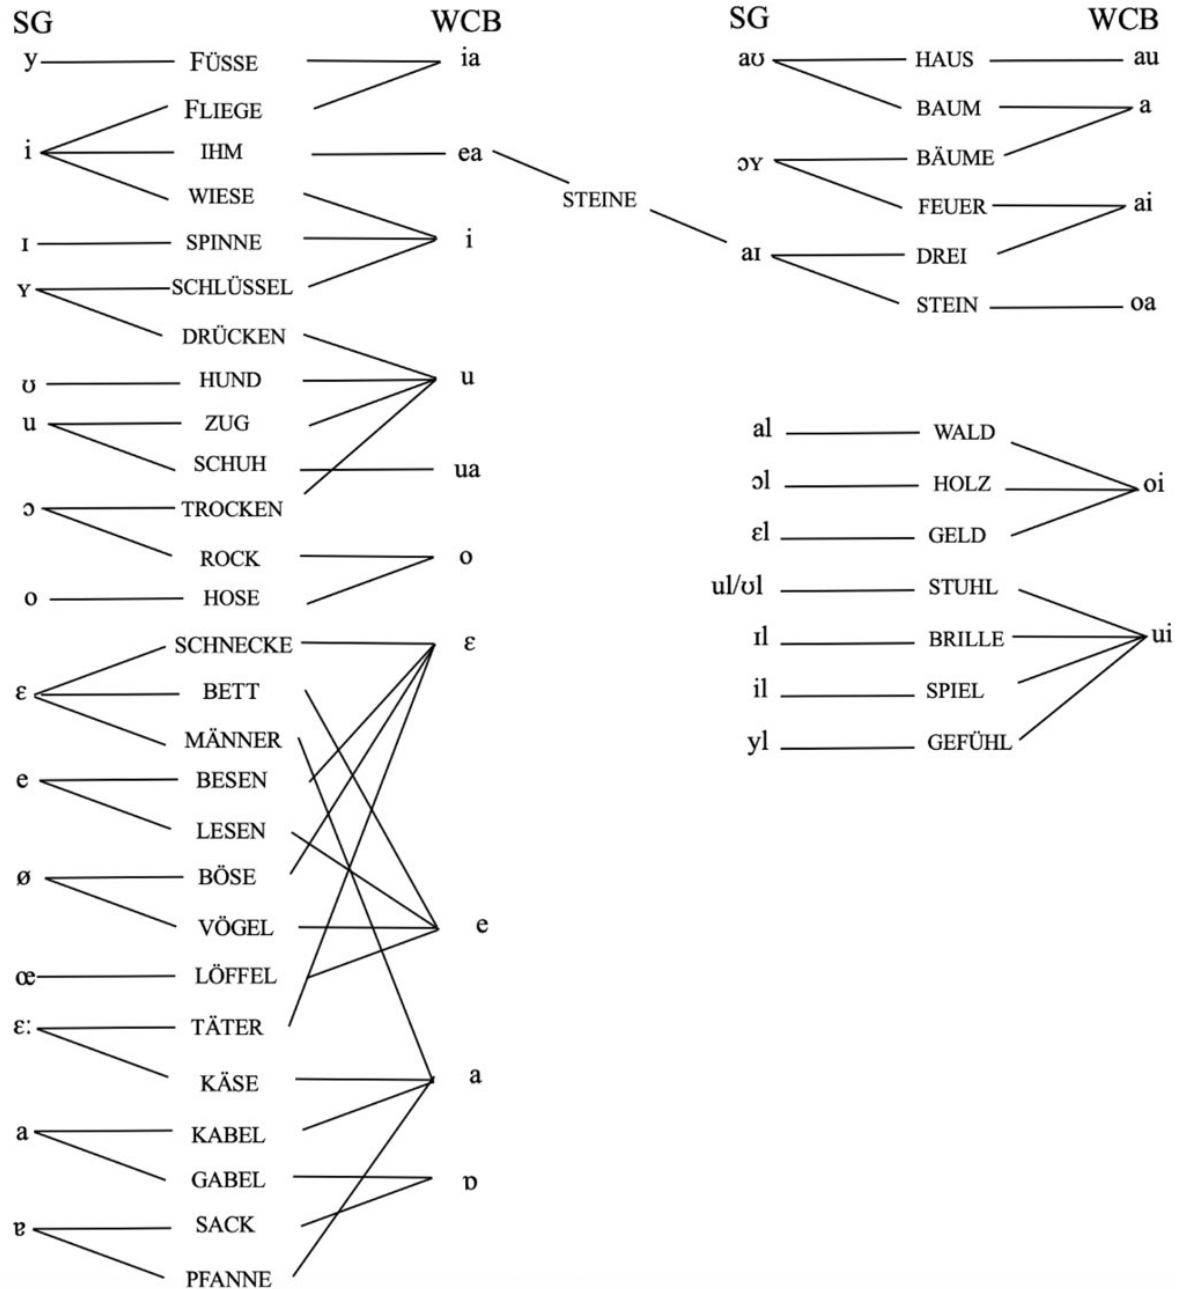 SG WCB
y FÜSSE ia
FLIEGE
i IHM ea
WIESE
STEINE
ɪ SPINNE i
ʏ SCHLÜSSEL
DRÜCKEN
ʊ HUND u
u ZUG
SCHUH ua
ɔ TROCKEN
ROCK o
o HOSE
SCHNECKE ɛ
ɛ BETT
MÄNNER
e BESEN
LESEN
ø BÖSE
VÖGEL e
œ LÖFFEL
ɛː TÄTER
KÄSE a
a KABEL
GABEL ɒ
ɐ SACK
PFANNE
SG WCB
aʊ HAUS au
BAUM a
ɔʏ BÄUME
FEUER ai
aɪ DREI
STEIN oa
al WALD
ɔl HOLZ oi
ɛl GELD
ul/ʊl STUHL
ɪl BRILLE ui
il SPIEL
yl GEFÜHL